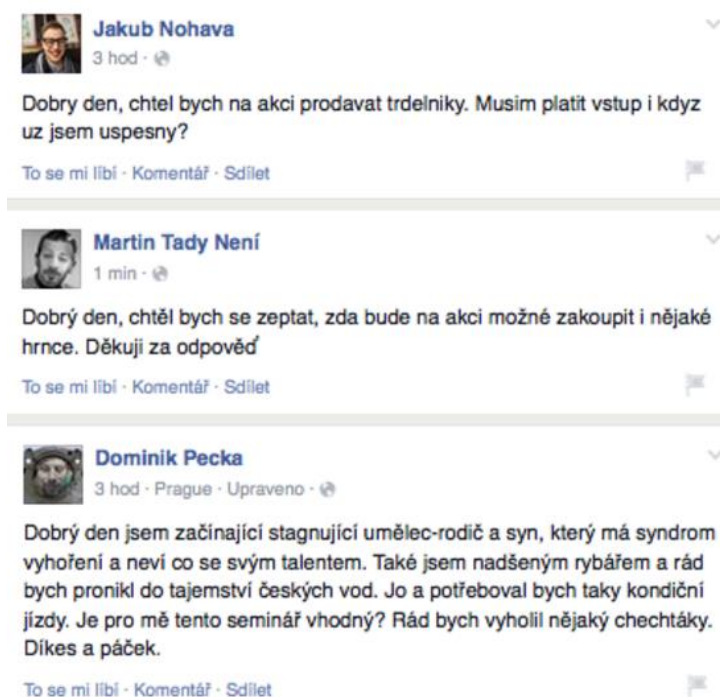 Jakub Nohava
3 hod ·
Dobry den, chtel bych na akci prodavat trdelniky. Musim platit vstup i kdyz
uz jsem uspesny?
To se mi líbí · Komentář · Sdílet
Martin Tady Není
1 min ·
Dobrý den, chtěl bych se zeptat, zda bude na akci možné zakoupit i nějaké
hrnce. Děkuji za odpověď
To se mi líbí · Komentář · Sdílet
Dominik Pecka
3 hod · Prague · Upraveno ·
Dobrý den jsem začínající stagnující umělec-rodič a syn, který má syndrom
vyhoření a neví co se svým talentem. Také jsem nadšeným rybářem a rád
bych pronikl do tajemství českých vod. Jo a potřeboval bych taky kondiční
jízdy. Je pro mě tento seminář vhodný? Rád bych vyholil nějaký chechtáky.
Díkes a páček.
To se mi líbí · Komentář · Sdílet